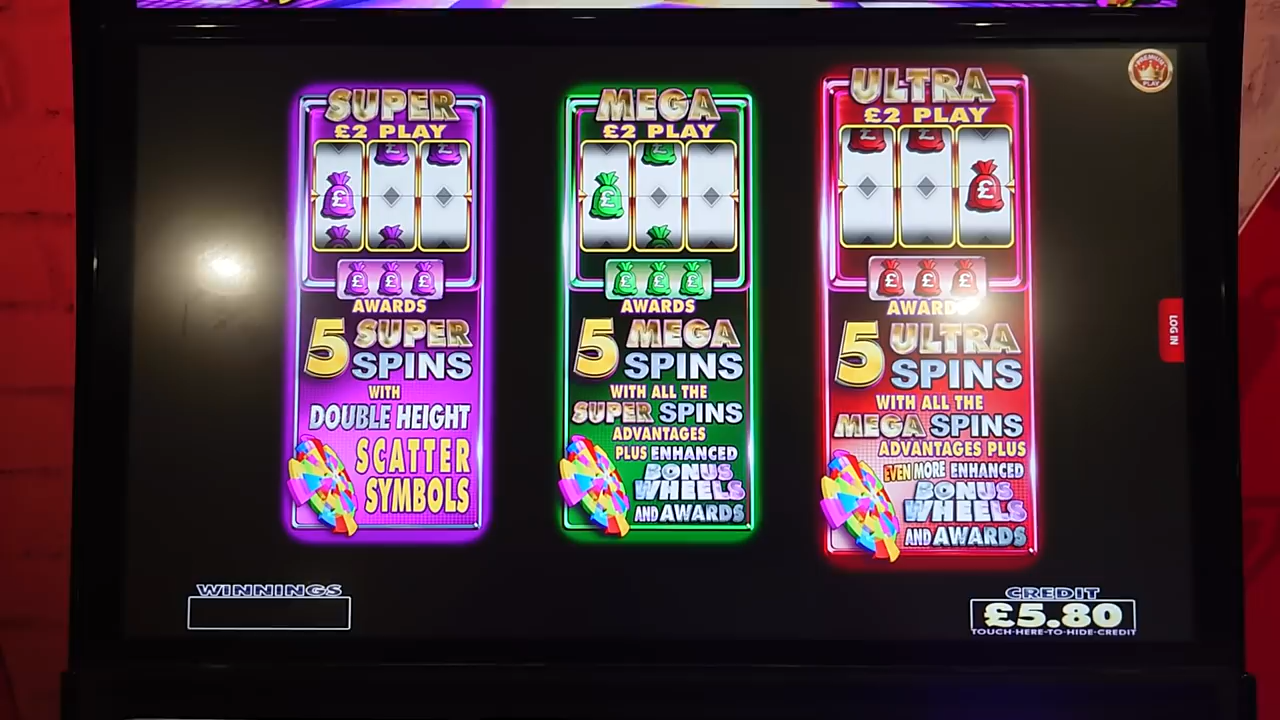 SUPER
£2 PLAY
£
£ £ £
AWARDS
5 SUPER
SPINS
WITH
DOUBLE HEIGHT
SCATTER
SYMBOLS
MEGA
£2 PLAY
£
£ £ £
AWARDS
5 MEGA
SPINS
WITH ALL THE
SUPER SPINS
ADVANTAGES
PLUS ENHANCED
BONUS
WHEELS
AND AWARDS
ULTRA
£2 PLAY
£
£ £ £
AWARDS
5 ULTRA
SPINS
WITH ALL THE
MEGA SPINS
ADVANTAGES PLUS
EVEN MORE ENHANCED
BONUS
WHEELS
AND AWARDS
PREMIUM
PLAY
LOG IN
WINNINGS
CREDIT
£5.80
TOUCH-HERE-TO-HIDE-CREDIT